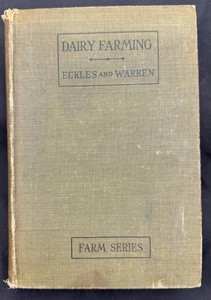 DAIRY FARMING
ECKLES AND WARREN
FARM SERIES